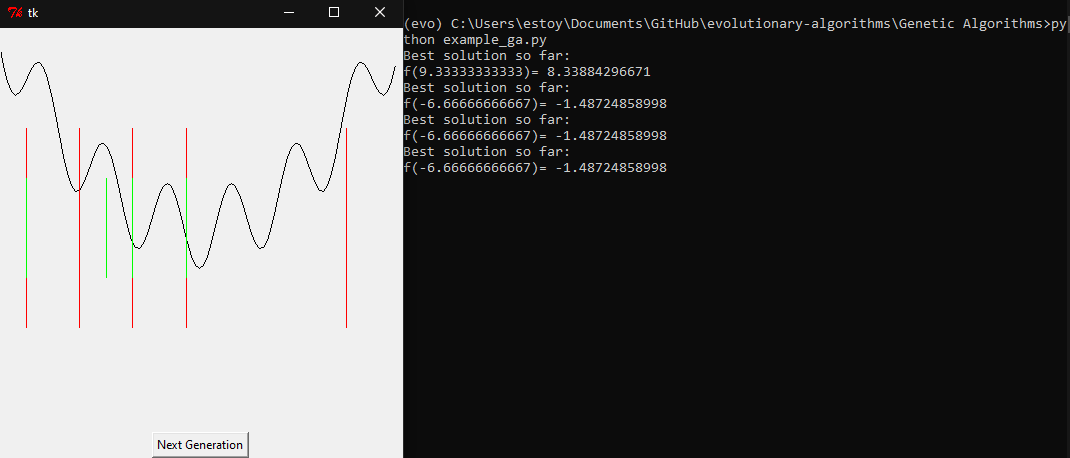 tk
Next Generation
(evo) C:\Users\estoy\Documents\GitHub\evolutionary-algorithms\Genetic Algorithms>py
thon example_ga.py
Best solution so far:
f(9.33333333333)= 8.33884296671
Best solution so far:
f(-6.66666666667)= -1.48724858998
Best solution so far:
f(-6.66666666667)= -1.48724858998
Best solution so far:
f(-6.66666666667)= -1.48724858998